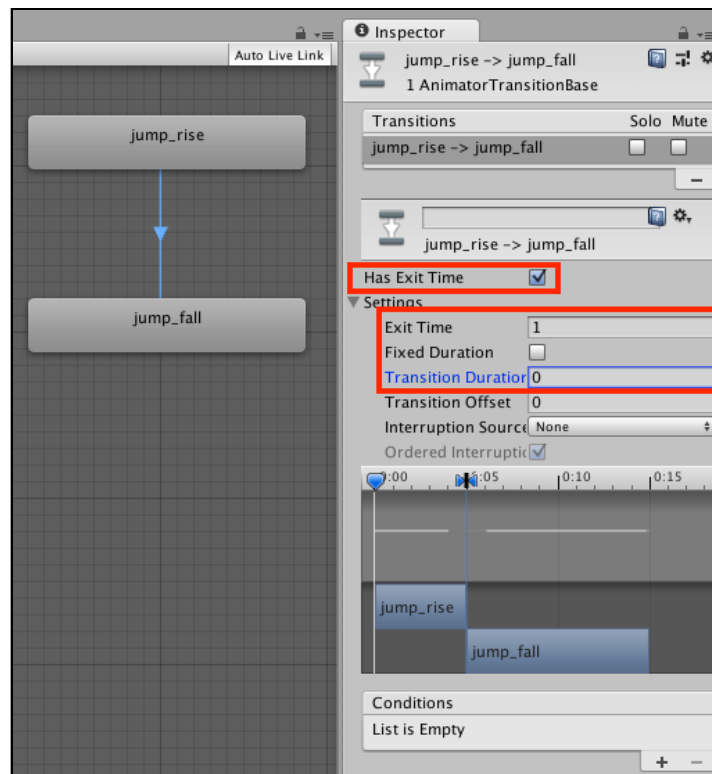 Auto Live Link
jump_rise
jump_fall
Inspector
jump_rise -> jump_fall
1 AnimatorTransitionBase
Transitions Solo Mute
jump_rise -> jump_fall
jump_rise -> jump_fall
Has Exit Time
Settings
Exit Time 1
Fixed Duration
Transition Duration 0
Transition Offset 0
Interruption Source None
Ordered Interruptic
0:00 0:05 0:10 0:15
jump_rise
jump_fall
Conditions
List is Empty